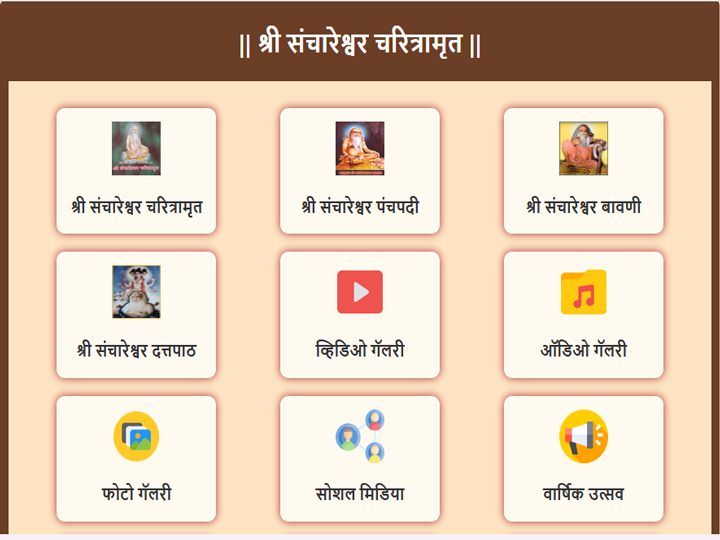 || श्री संचारेश्वर चरित्रामृत ||
श्री संचारेश्वर चरित्रामृत
श्री संचारेश्वर पंचपदी
श्री संचारेश्वर बावणी
श्री संचारेश्वर दत्तपाठ
व्हिडिओ गॅलरी
ऑडिओ गॅलरी
फोटो गॅलरी
सोशल मिडिया
वार्षिक उत्सव